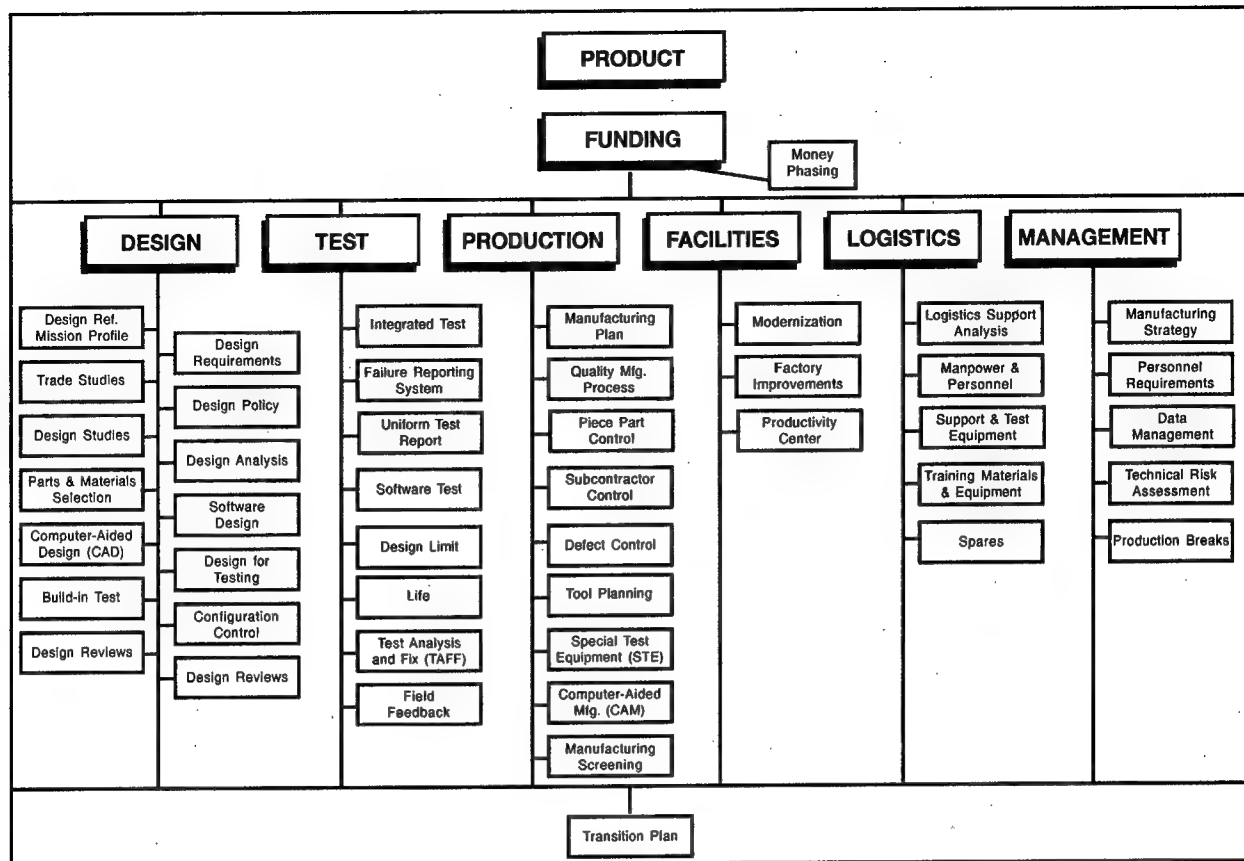 PRODUCT
FUNDING
Money
Phasing
DESIGN
Design Ref.
Mission Profile
Trade Studies
Design Studies
Parts & Materials
Selection
Computer-Aided
Design (CAD)
Build-in Test
Design Reviews
Design
Requirements
Design Policy
Design Analysis
Software
Design
Design for
Testing
Configuration
Control
Design Reviews
TEST
Integrated Test
Failure Reporting
System
Uniform Test
Report
Software Test
Design Limit
Life
Test Analysis
and Fix (TAFF)
Field
Feedback
PRODUCTION
Manufacturing
Plan
Quality Mfg.
Process
Piece Part
Control
Subcontractor
Control
Defect Control
Tool Planning
Special Test
Equipment (STE)
Computer-Aided
Mfg. (CAM)
Manufacturing
Screening
FACILITIES
Modernization
Factory
Improvements
Productivity
Center
LOGISTICS
Logistics Support
Analysis
Manpower &
Personnel
Support & Test
Equipment
Training Materials
& Equipment
Spares
MANAGEMENT
Manufacturing
Strategy
Personnel
Requirements
Data
Management
Technical Risk
Assessment
Production Breaks
Transition Plan